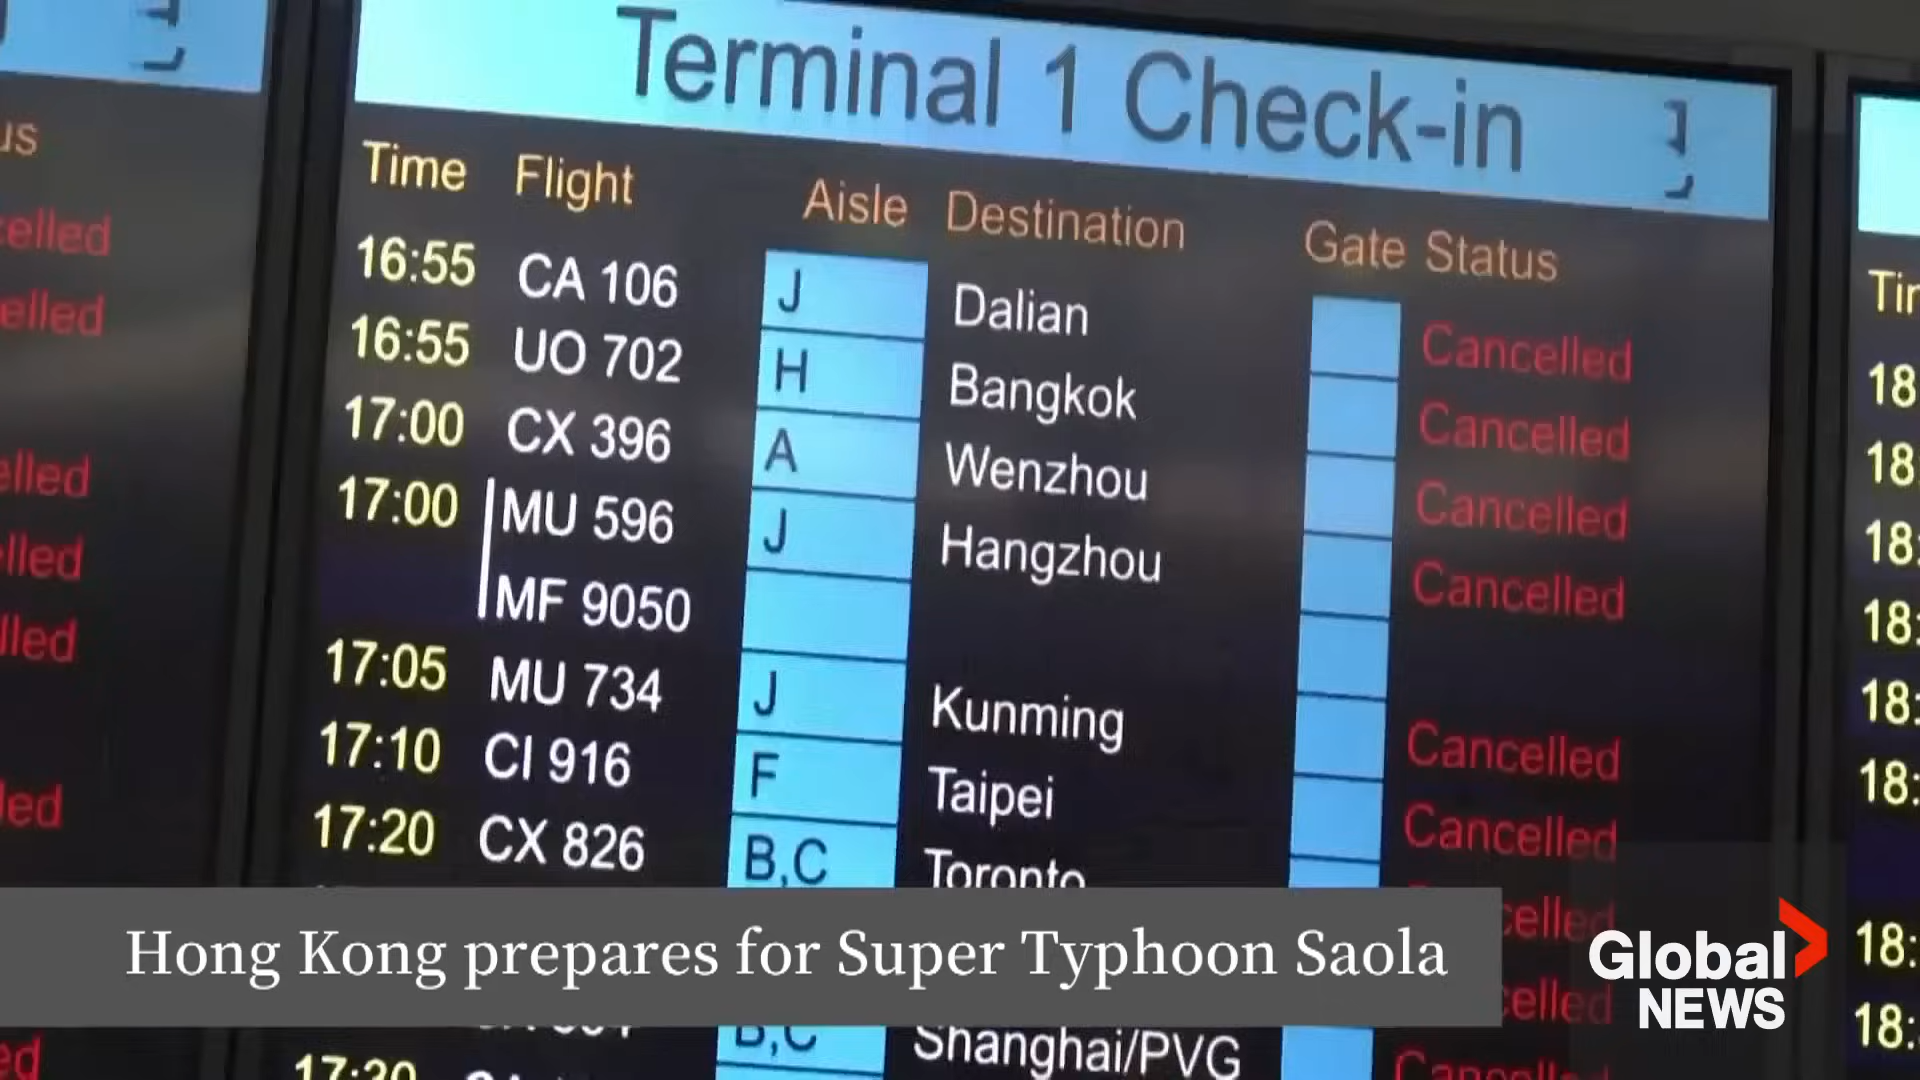 Terminal 1 Check-in
Time Flight Aisle Destination Gate Status
16:55 CA 106 J Dalian Cancelled
16:55 UO 702 H Bangkok Cancelled
17:00 CX 396 A Wenzhou Cancelled
17:00 MU 596 J Hangzhou Cancelled
MF 9050
17:05 MU 734 J Kunming Cancelled
17:10 CI 916 F Taipei Cancelled
17:20 CX 826 B,C Toronto
Hong Kong prepares for Super Typhoon Saola
Global
NEWS
B,C Shanghai/PVG Cancelled